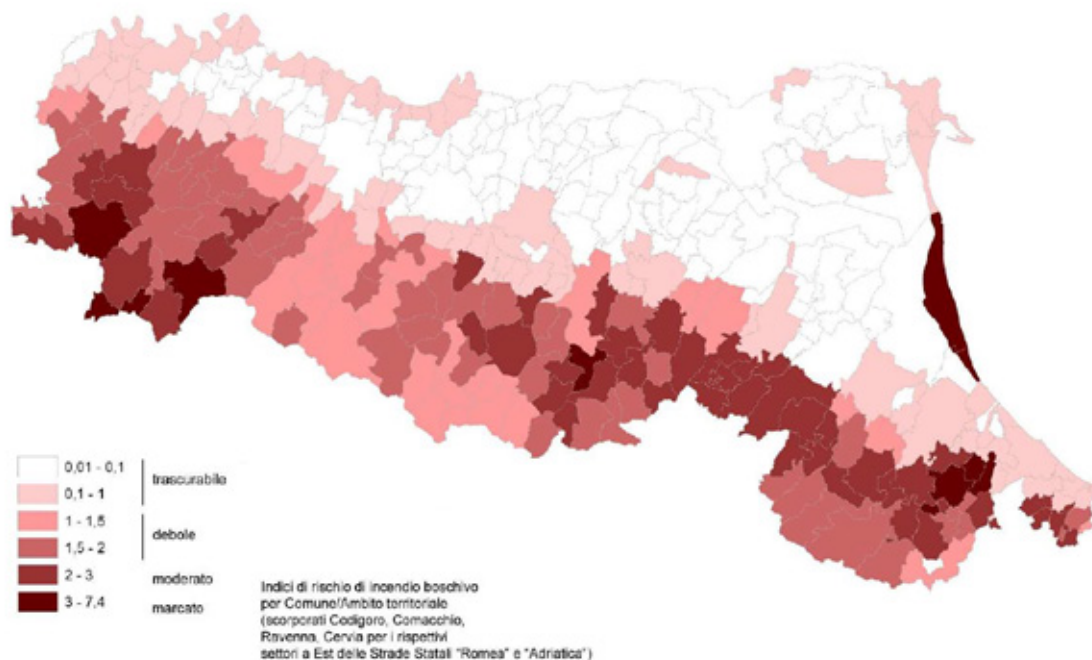 0,01 - 0,1
0,1 - 1
trascurabile
1 - 1,5
1,5 - 2
debole
2 - 3
moderato
3 - 7,4
marcato
Indici di rischio di incendio boschivo
per Comune/Ambito territoriale
(scorporati Codigoro, Comacchio,
Ravenna, Cervia per i rispettivi
settori a Est delle Strade Statali "Romea" e "Adriatica")